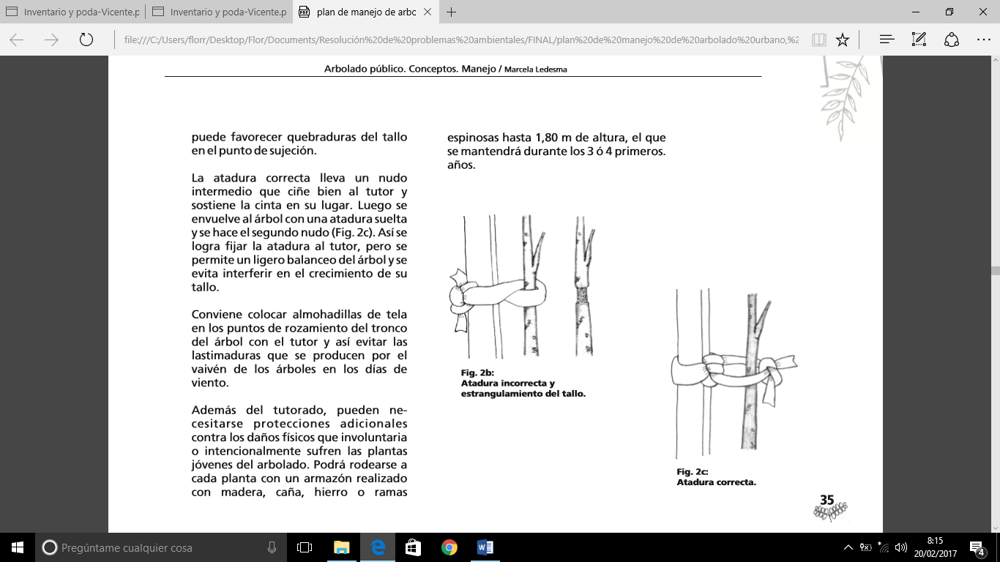 Inventario y poda-Vicente.p
Inventario y poda-Vicente.p
plan de manejo de arbo
file:///C:/Users/florr/Desktop/Flor/Documents/Resolución%20de%20problemas%20ambientales/FINAL/plan%20de%20manejo%20de%20arbolado%20urbano,%2
Arbolado público. Conceptos. Manejo / Marcela Ledesma
puede favorecer quebraduras del tallo
en el punto de sujeción.
La atadura correcta lleva un nudo
intermedio que ciñe bien al tutor y
sostiene la cinta en su lugar. Luego se
envuelve al árbol con una atadura suelta
y se hace el segundo nudo (Fig. 2c). Así se
logra fijar la atadura al tutor, pero se
permite un ligero balanceo del árbol y se
evita interferir en el crecimiento de su
tallo.
Conviene colocar almohadillas de tela
en los puntos de rozamiento del tronco
del árbol con el tutor y así evitar las
lastimaduras que se producen por el
vaivén de los árboles en los días de
viento.
Además del tutorado, pueden ne-
cesitarse protecciones adicionales
contra los daños físicos que involuntaria
o intencionalmente sufren las plantas
jóvenes del arbolado. Podrá rodearse a
cada planta con un armazón realizado
con madera, caña, hierro o ramas
espinosas hasta 1,80 m de altura, el que
se mantendrá durante los 3 ó 4 primeros.
años.
Fig. 2b:
Atadura incorrecta y
estrangulamiento del tallo.
Fig. 2c:
Atadura correcta.
35
Pregúntame cualquier cosa
8:15
20/02/2017
4